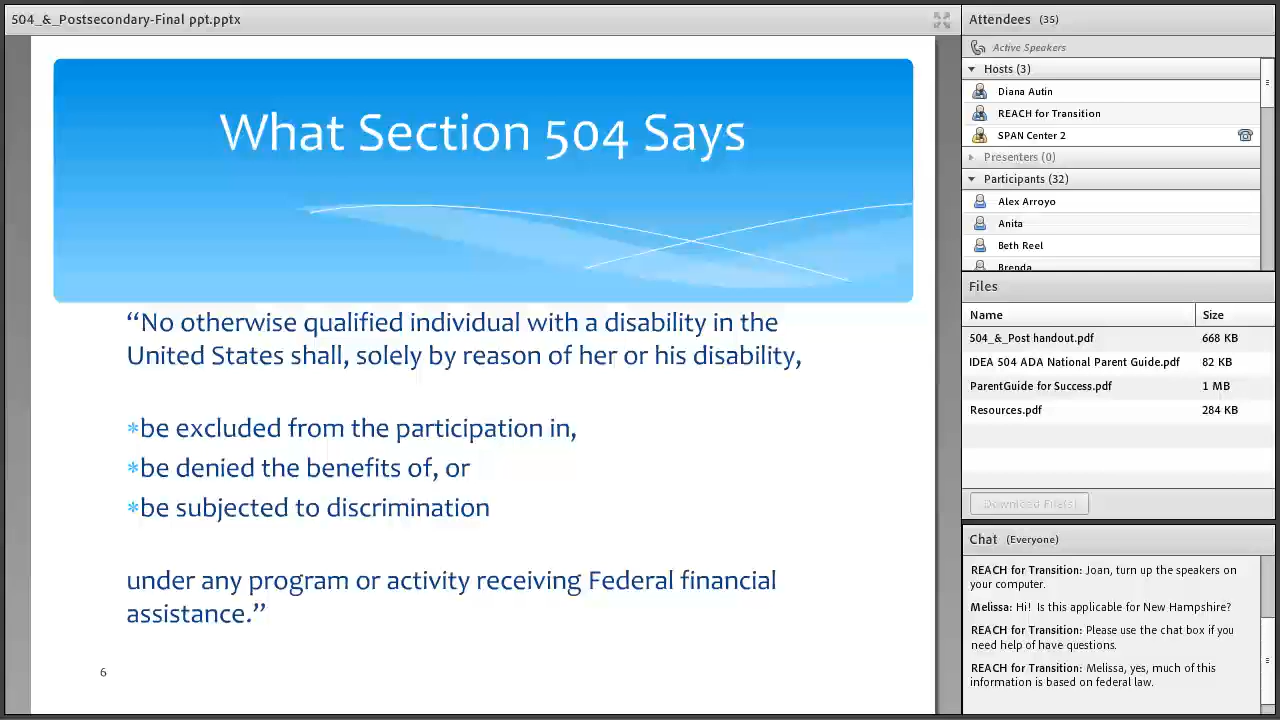 504_&_Postsecondary-Final ppt.pptx
What Section 504 Says
“No otherwise qualified individual with a disability in the
United States shall, solely by reason of her or his disability,
*be excluded from the participation in,
*be denied the benefits of, or
*be subjected to discrimination
under any program or activity receiving Federal financial
assistance.”
6
Attendees (35)
Active Speakers
Hosts (3)
Diana Autin
REACH for Transition
SPAN Center 2
Presenters (0)
Participants (32)
Alex Arroyo
Anita
Beth Reel
Brenda
Files
Name Size
504_&_Post handout.pdf 668 KB
IDEA 504 ADA National Parent Guide.pdf 82 KB
ParentGuide for Success.pdf 1 MB
Resources.pdf 284 KB
Download File(s)
Chat (Everyone)
REACH for Transition: Joan, turn up the speakers on
your computer.
Melissa: Hi! Is this applicable for New Hampshire?
REACH for Transition: Please use the chat box if you
need help of have questions.
REACH for Transition: Melissa, yes, much of this
information is based on federal law.